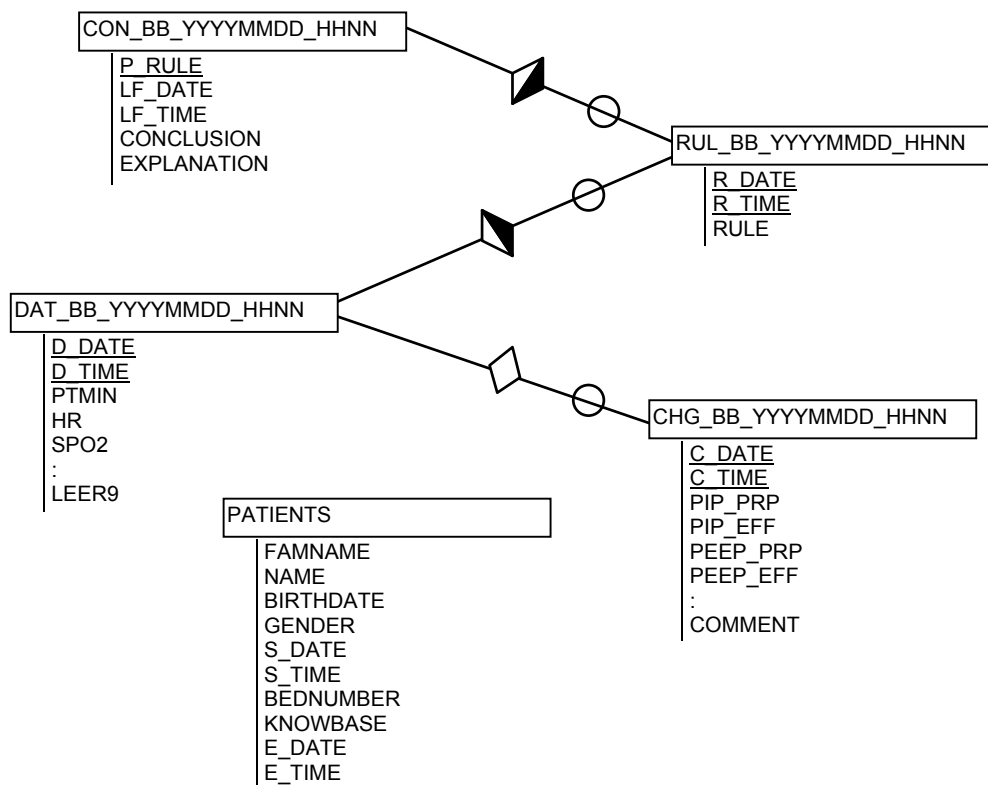 CON_BB_YYYYMMDD_HHNN
P_RULE
LF_DATE
LF_TIME
CONCLUSION
EXPLANATION
RUL_BB_YYYYMMDD_HHNN
R_DATE
R_TIME
RULE
DAT_BB_YYYYMMDD_HHNN
D_DATE
D_TIME
PTMIN
HR
SPO2
:
LEER9
CHG_BB_YYYYMMDD_HHNN
C_DATE
C_TIME
PIP_PRP
PIP_EFF
PEEP_PRP
PEEP_EFF
:
COMMENT
PATIENTS
FAMNAME
NAME
BIRTHDATE
GENDER
S_DATE
S_TIME
BEDNUMBER
KNOWBASE
E_DATE
E_TIME